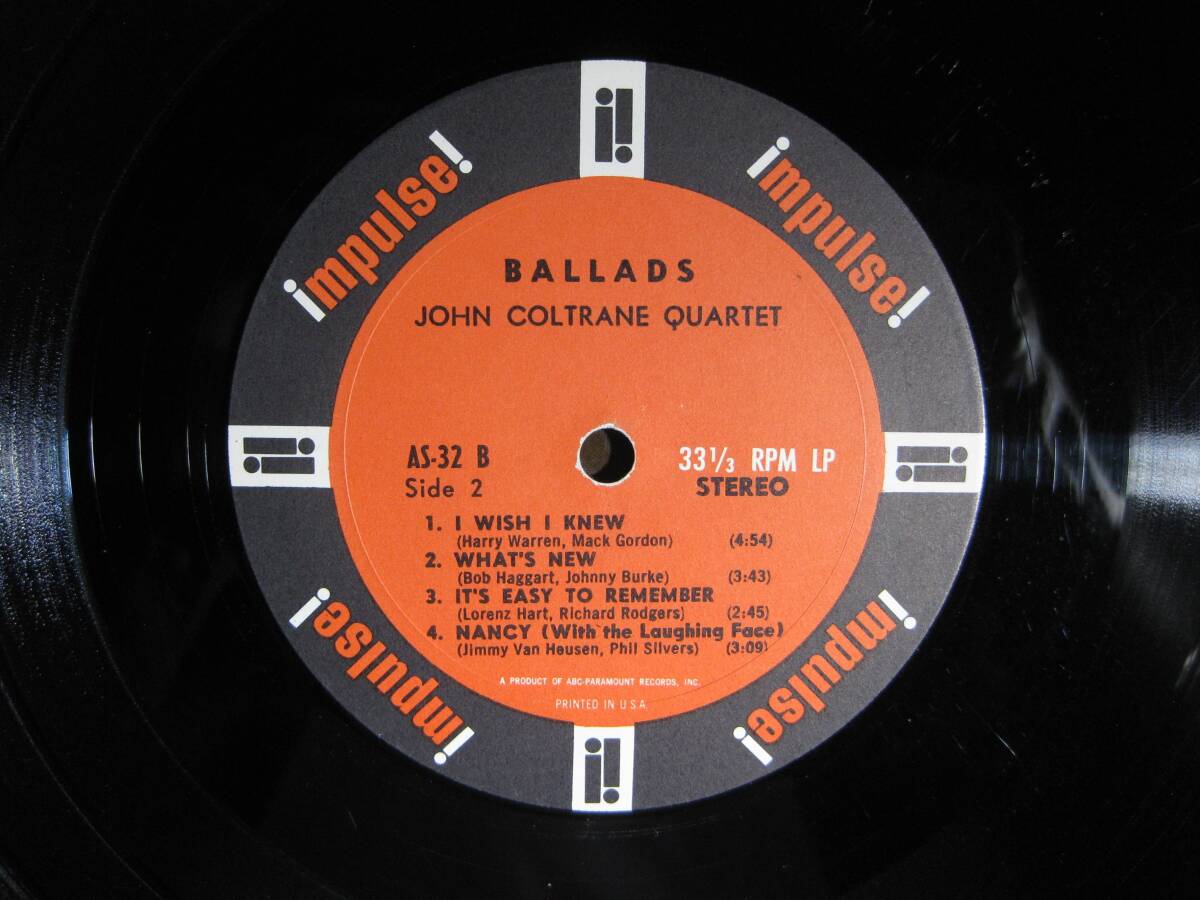 impulse!
impulse!
BALLADS
JOHN COLTRANE QUARTET
AS-32 B
33 1/3 RPM LP
Side 2
STEREO
1. I WISH I KNEW
(Harry Warren, Mack Gordon) (4:54)
2. WHAT'S NEW
(Bob Haggart, Johnny Burke) (3:43)
3. IT'S EASY TO REMEMBER
(Lorenz Hart, Richard Rodgers) (2:45)
4. NANCY (With the Laughing Face)
(Jimmy Van Heusen, Phil Silvers) (3:09)
A PRODUCT OF ABC-PARAMOUNT RECORDS, INC.
PRINTED IN U.S.A.
impulse!
impulse!